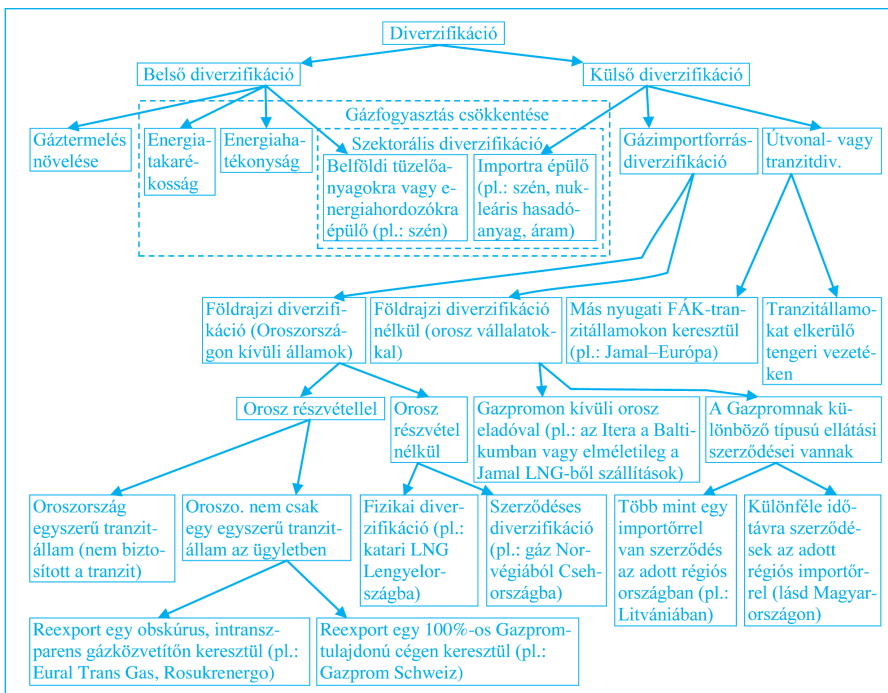 Diverzifikáció
Belső diverzifikáció
Külső diverzifikáció
Gázfogyasztás csökkentése
Gáztermelés
növelése
Energia-
takaré-
kosság
Energiaha-
tékonyság
Szektorális diverzifikáció
Belföldi tüzelőa-
nyagokra vagy e-
nergiahordozókra
épülő (pl.: szén)
Importra épülő
(pl.: szén, nuk-
leáris hasadó-
anyag, áram)
Gázimportforrás-
diverzifikáció
Útvonal- vagy
tranzitdiv.
Földrajzi diverzifi-
káció (Oroszorszá-
gon kívüli államok)
Földrajzi diverzifikáció
nélkül (orosz vállalatok-
kal)
Más nyugati FÁK-tran-
zitállamokon keresztül
(pl.: Jamal–Európa)
Tranzitállamo-
kat elkerülő
tengeri vezeté-
ken
Orosz részvétellel
Orosz
részvétel
nélkül
Gazpromon kívüli orosz
eladóval (pl.: az Itera a Balti-
kumban vagy elméletileg a
Jamal LNG-ből szállítások)
A Gazpromnak kü-
lönböző típusú ellátási
szerződései vannak
Oroszország
egyszerű tranzit-
állam (nem bizto-
sított a tranzit)
Oroszo. nem csak
egy egyszerű tranzit-
állam az ügyletben
Fizikai diver-
zifikáció (pl.:
katari LNG
Lengyelor-
szágba)
Szerződéses
diverzifikáció
(pl.: gáz Nor-
végiából Cseh-
országba)
Több mint egy
importőrrel
van szerződés
az adott régiós
országban (pl.:
Litvániában)
Különféle idő-
távra szerződé-
sek az adott
régiós importőr-
rel (lásd Magyar-
országon)
Reexport egy obskúrus, intransz-
parens gázközvetítőn keresztül (pl.:
Eural Trans Gas, Rosukrenergo)
Reexport egy 100%-os Gazprom-
tulajdonú cégen keresztül (pl.:
Gazprom Schweiz)